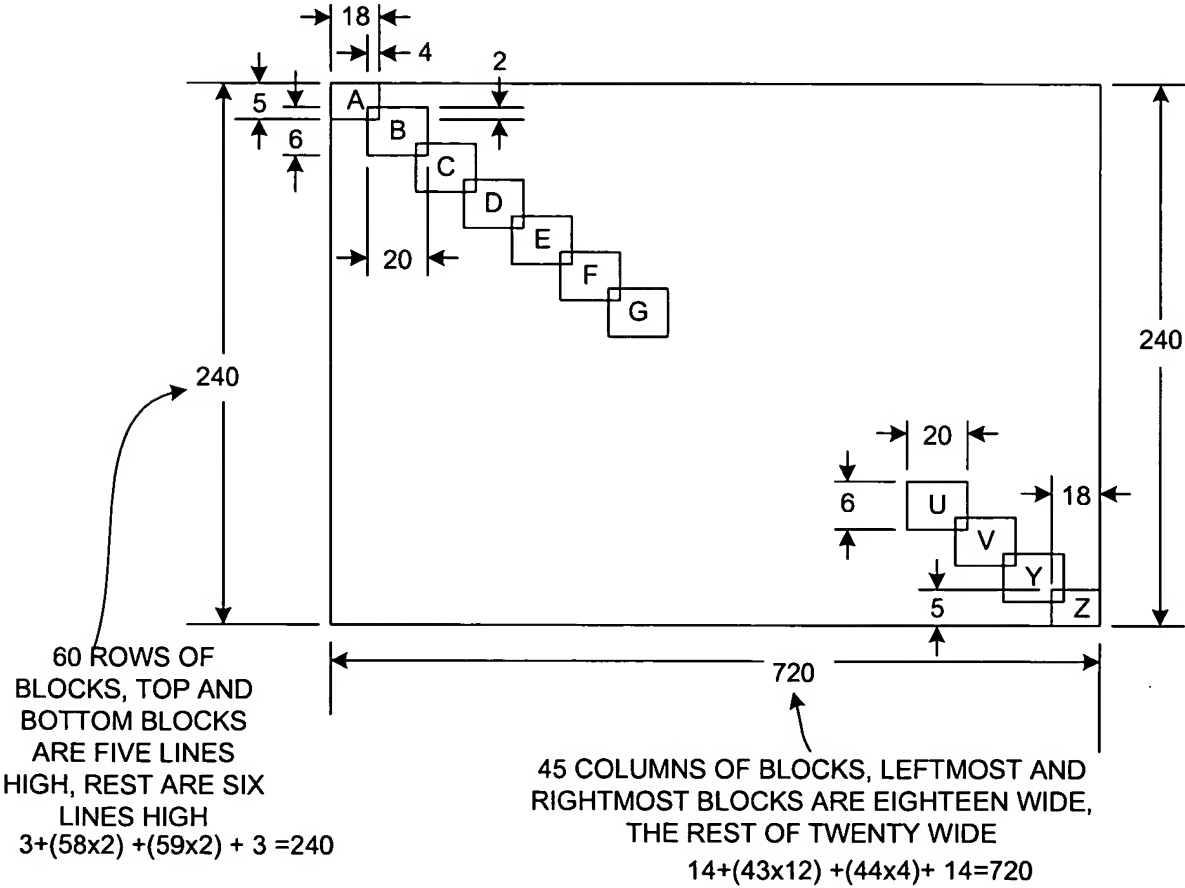 18
4
2
5
A
6
B
C
D
20
E
F
G
240
240
20
6
U
18
V
Y
5
Z
720
60 ROWS OF
BLOCKS, TOP AND
BOTTOM BLOCKS
ARE FIVE LINES
HIGH, REST ARE SIX
LINES HIGH
3+(58x2) +(59x2) + 3 =240
45 COLUMNS OF BLOCKS, LEFTMOST AND
RIGHTMOST BLOCKS ARE EIGHTEEN WIDE,
THE REST OF TWENTY WIDE
14+(43x12) +(44x4)+ 14=720